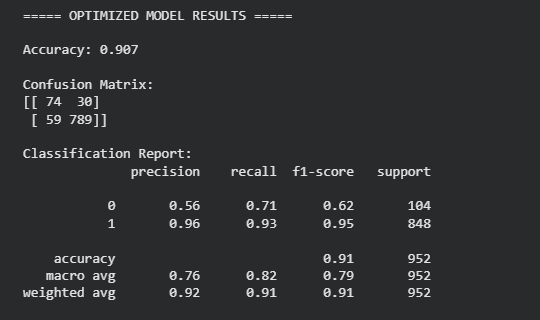 ===== OPTIMIZED MODEL RESULTS =====
Accuracy: 0.907
Confusion Matrix:
[[ 74  30]
 [ 59 789]]
Classification Report:
              precision    recall  f1-score   support
           0       0.56      0.71      0.62       104
           1       0.96      0.93      0.95       848
    accuracy                           0.91       952
   macro avg       0.76      0.82      0.79       952
weighted avg       0.92      0.91      0.91       952